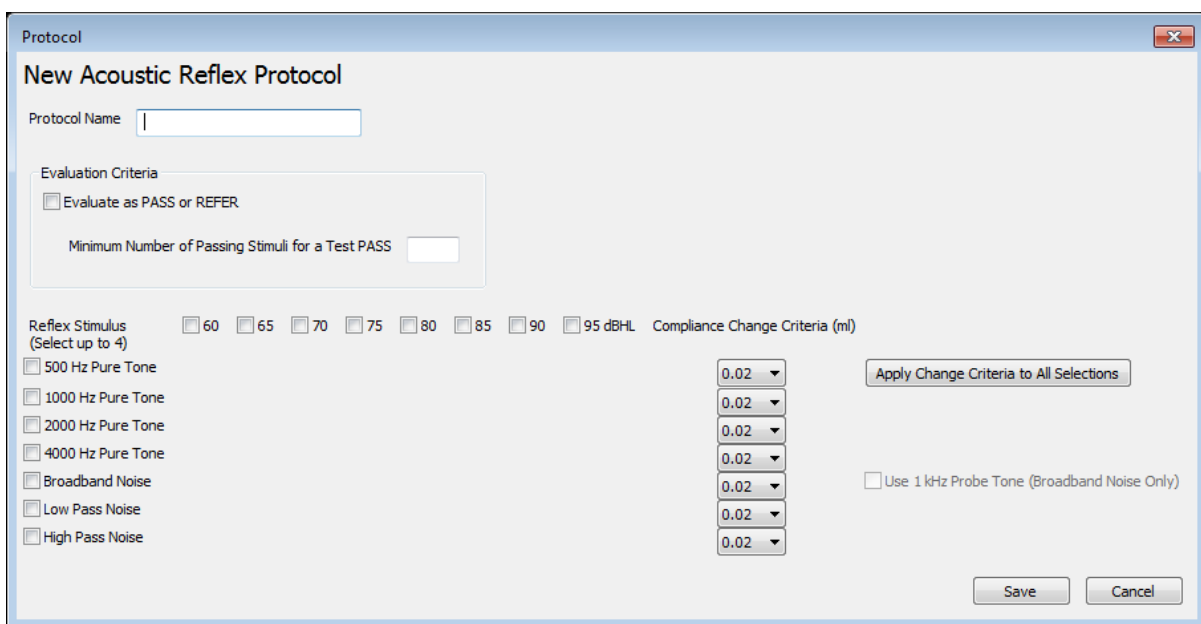 Protocol
New Acoustic Reflex Protocol
Protocol Name
Evaluation Criteria
Evaluate as PASS or REFER
Minimum Number of Passing Stimuli for a Test PASS
Reflex Stimulus 60 65 70 75 80 85 90 95 dBHL Compliance Change Criteria (ml)
(Select up to 4)
500 Hz Pure Tone 0.02 Apply Change Criteria to All Selections
1000 Hz Pure Tone 0.02
2000 Hz Pure Tone 0.02
4000 Hz Pure Tone 0.02
Broadband Noise 0.02 Use 1 kHz Probe Tone (Broadband Noise Only)
Low Pass Noise 0.02
High Pass Noise 0.02
Save Cancel